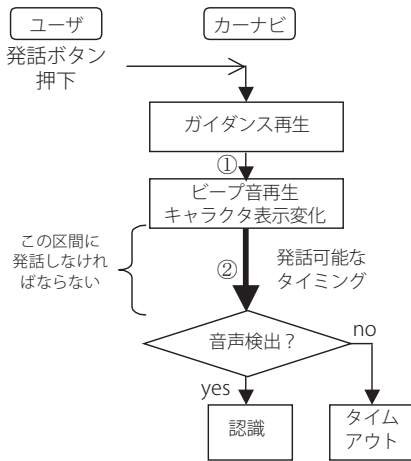 ユーザ
カーナビ
発話ボタン
押下
ガイダンス再生
①
ビープ音再生
キャラクタ表示変化
この区間に
発話しなけれ
ばならない
②
発話可能な
タイミング
音声検出？
no
yes
認識
タイム
アウト